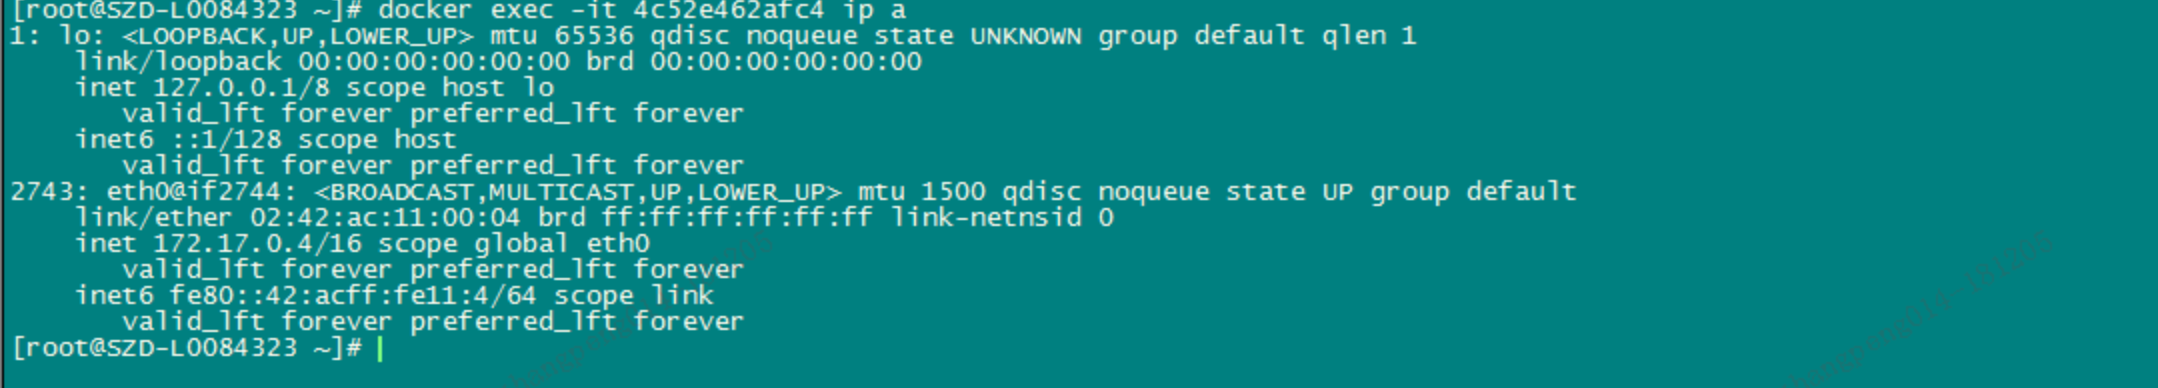 [root@SZD-L0084323 ~]# docker exec -it 4c52e462afc4 ip a
1: lo: <LOOPBACK,UP,LOWER_UP> mtu 65536 qdisc noqueue state UNKNOWN group default qlen 1
    link/loopback 00:00:00:00:00:00 brd 00:00:00:00:00:00
    inet 127.0.0.1/8 scope host lo
       valid_lft forever preferred_lft forever
    inet6 ::1/128 scope host
       valid_lft forever preferred_lft forever
2743: eth0@if2744: <BROADCAST,MULTICAST,UP,LOWER_UP> mtu 1500 qdisc noqueue state UP group default
    link/ether 02:42:ac:11:00:04 brd ff:ff:ff:ff:ff:ff link-netnsid 0
    inet 172.17.0.4/16 scope global eth0
       valid_lft forever preferred_lft forever
    inet6 fe80::42:acff:fe11:4/64 scope link
       valid_lft forever preferred_lft forever
[root@SZD-L0084323 ~]#